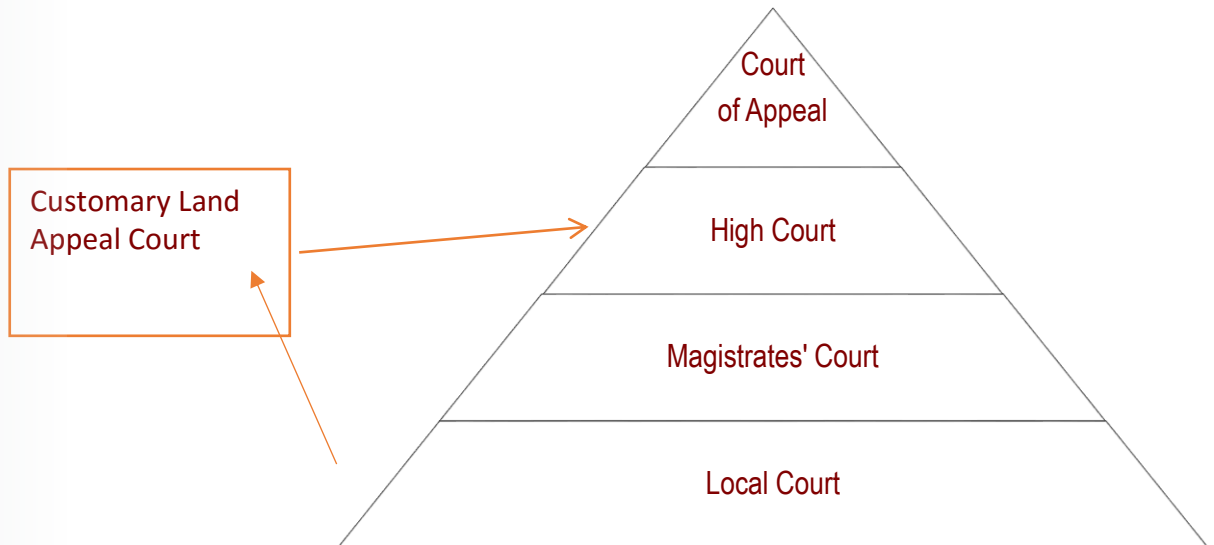 Court
of Appeal
Customary Land
Appeal Court
High Court
Magistrates' Court
Local Court